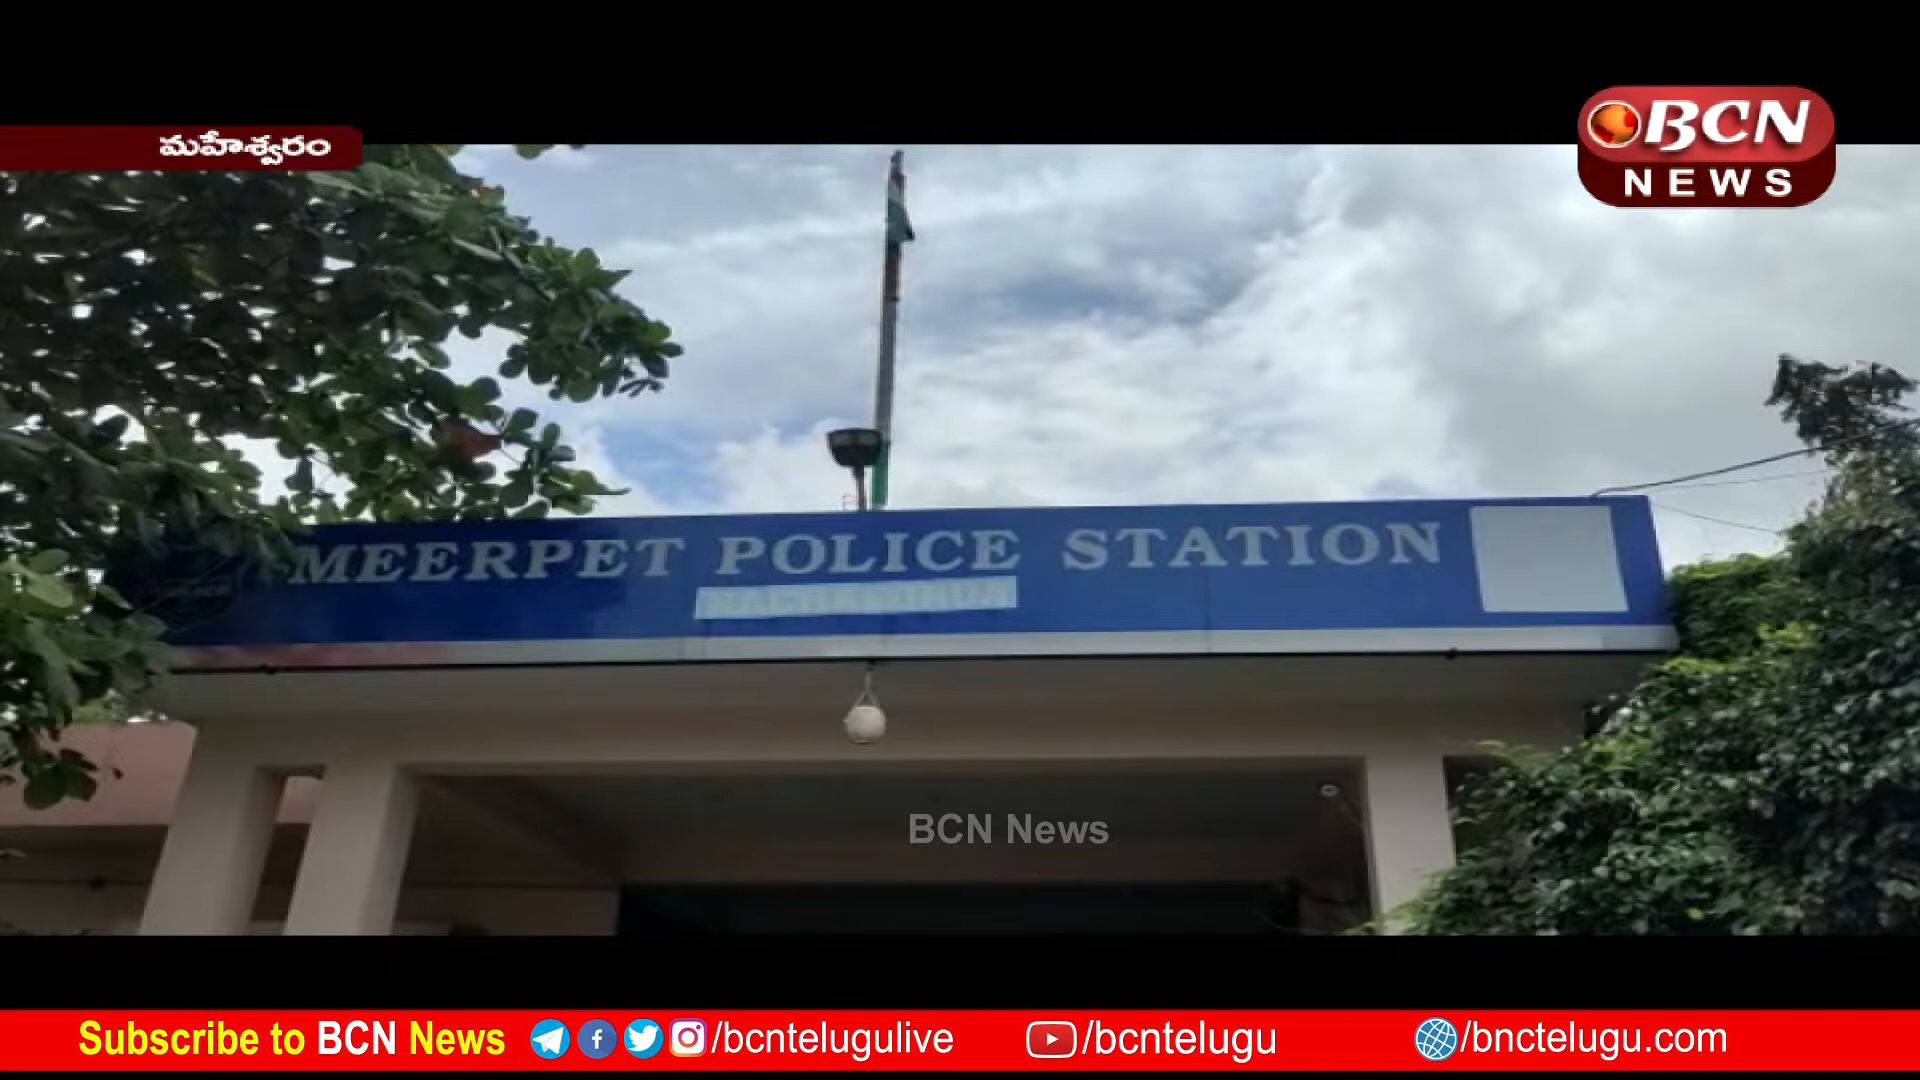 మహేశ్వరం
BCN
NEWS
MEERPET POLICE STATION
BCN News
Subscribe to BCN News /bcntelugulive /bcntelugu /bnctelugu.com